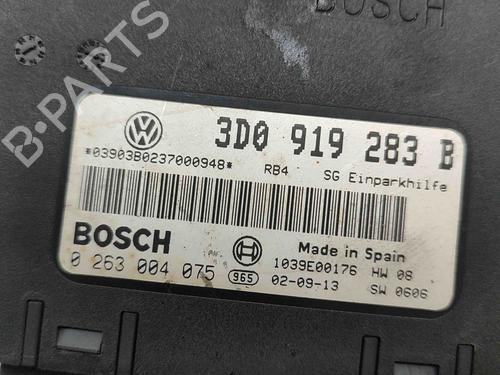 BOSCH
B-PARTS
3D0 919 283 B
*03903B0237000948* RB4 SG Einparkhilfe
BOSCH Made in Spain
1039E00176 HW 08
0 263 004 075 965 02-09-13 SW 0606